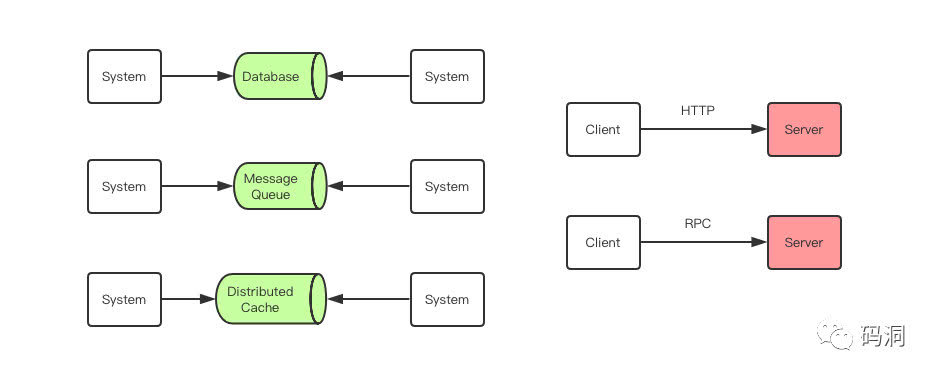 System
Database
System
System
Message
Queue
System
System
Distributed
Cache
System
HTTP
Client
Server
RPC
Client
Server
码洞